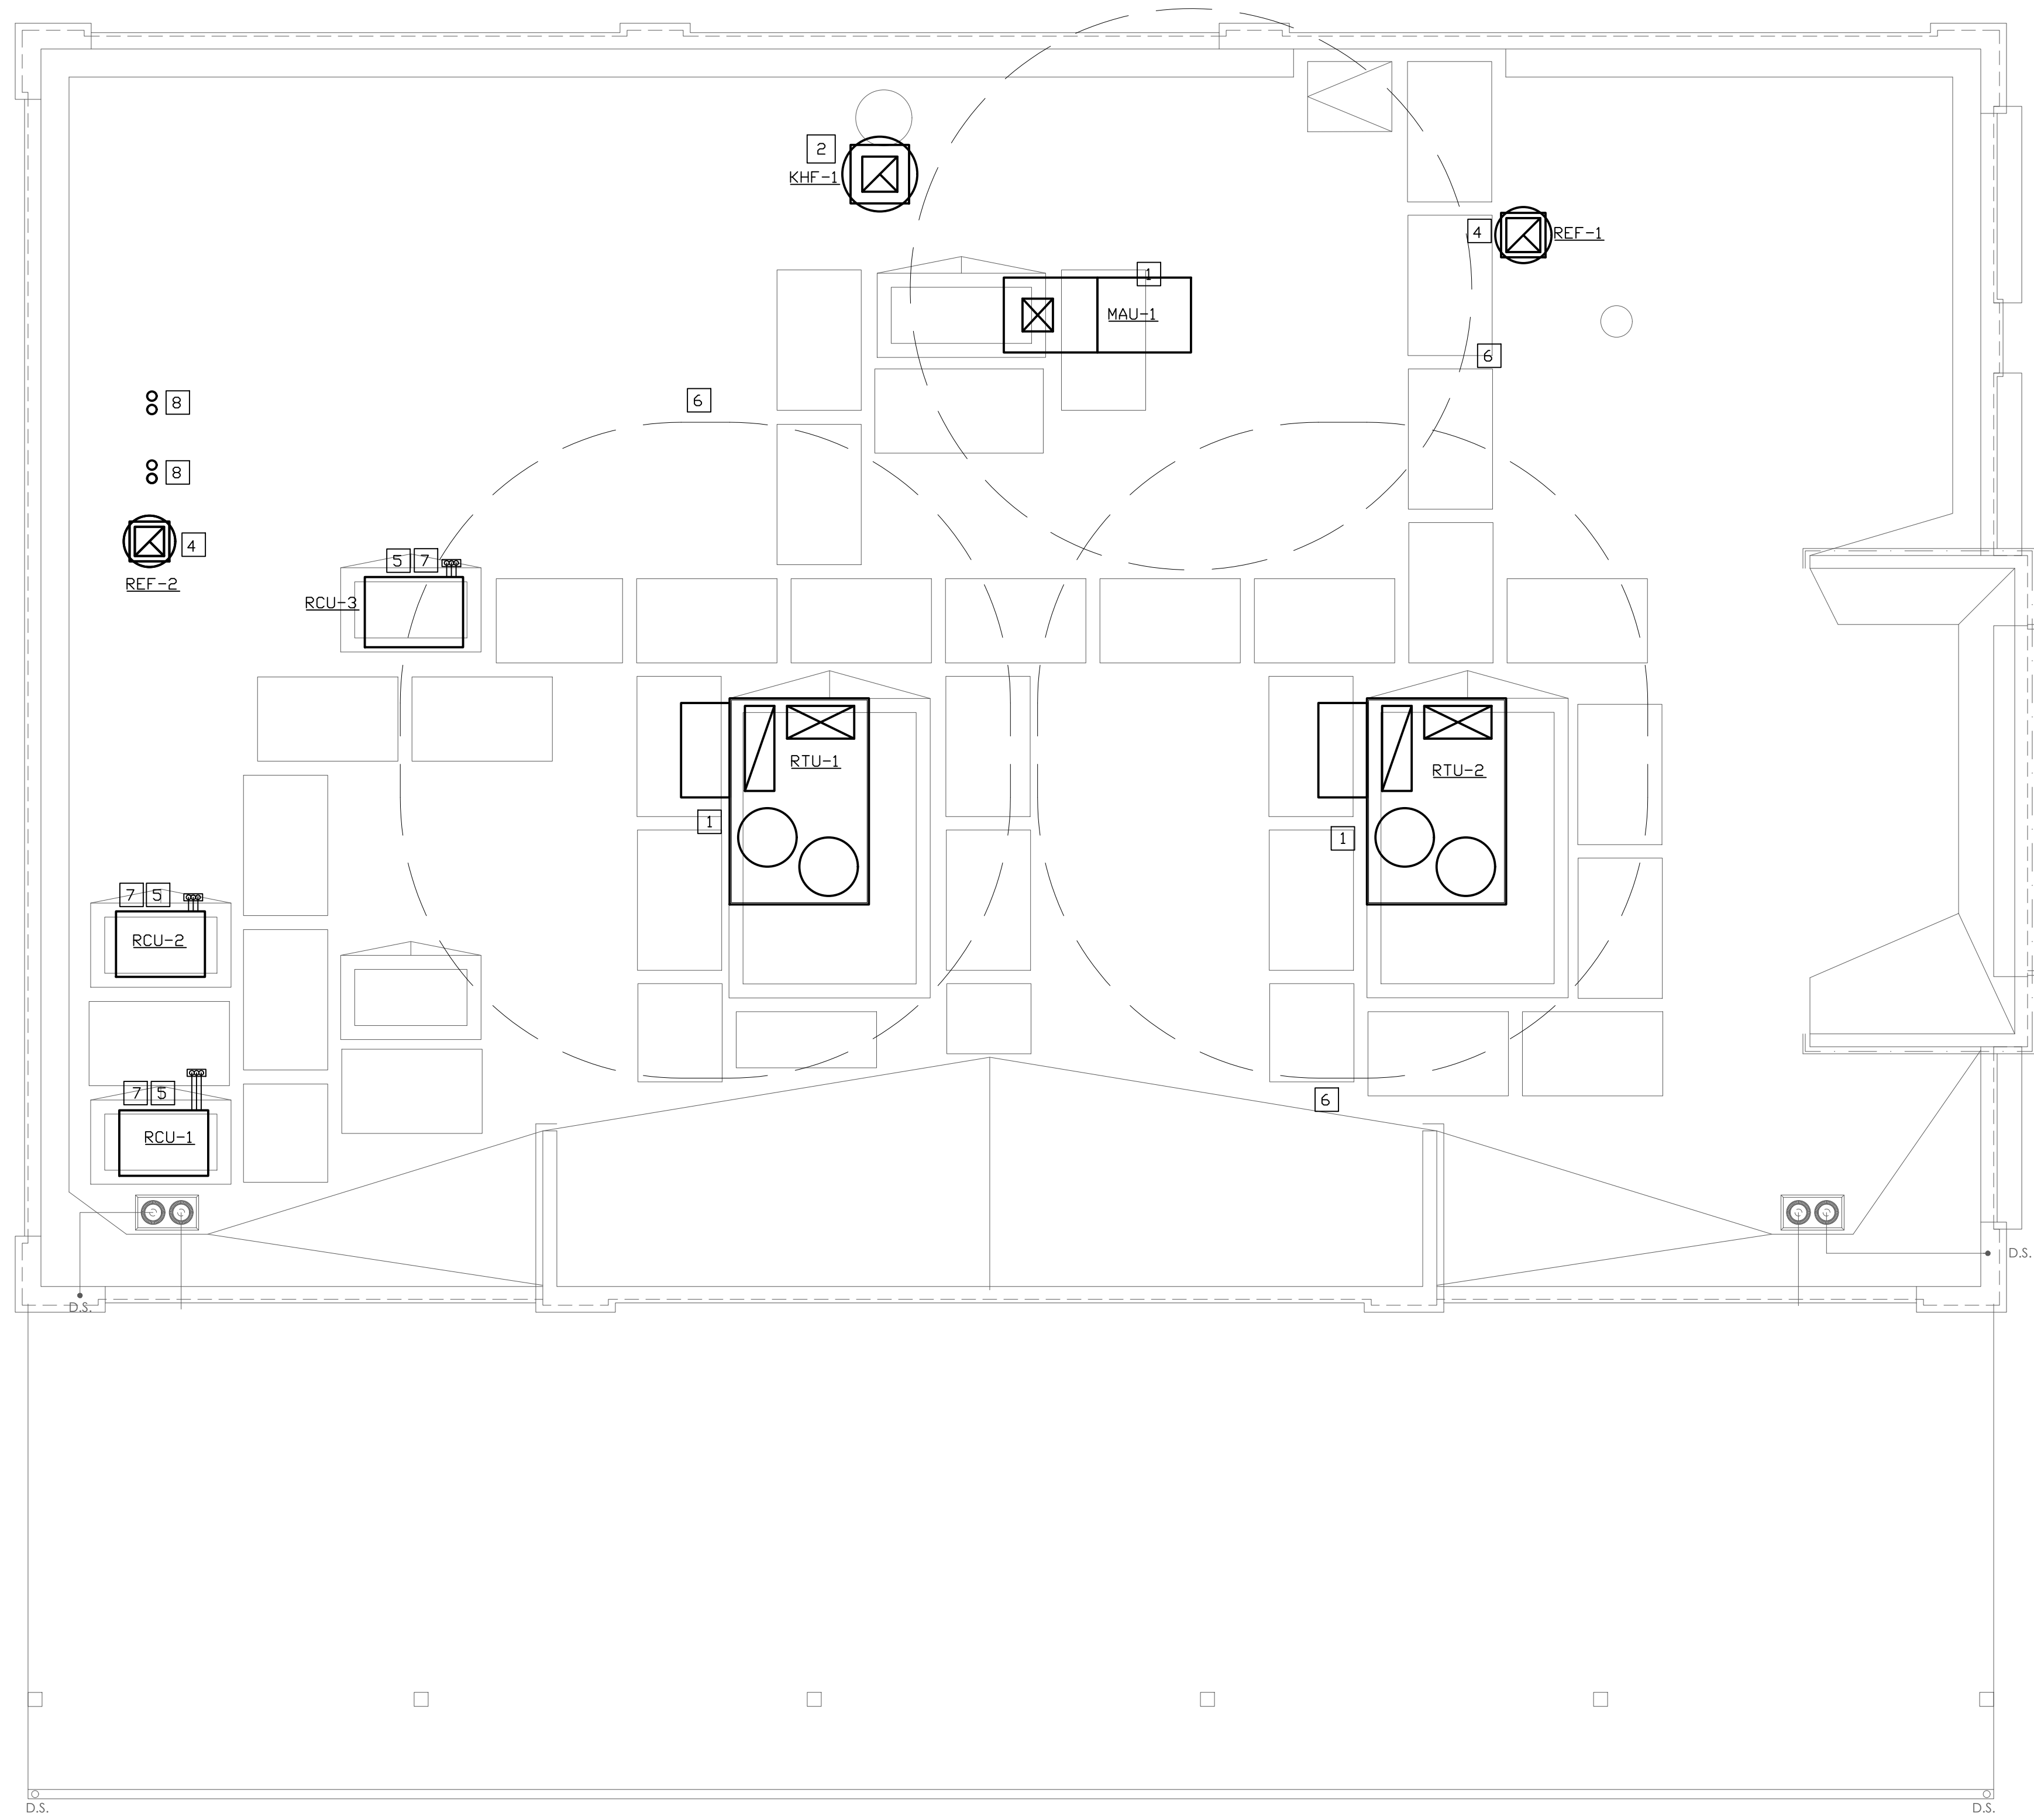 2
KHF-1
4
REF-1
1
MAU-1
6
6
8
8
4
REF-2
5 7
RCU-3
RTU-1
RTU-2
1
1
7 5
RCU-2
7 5
RCU-1
6
D.S.
D.S.
D.S.
D.S.